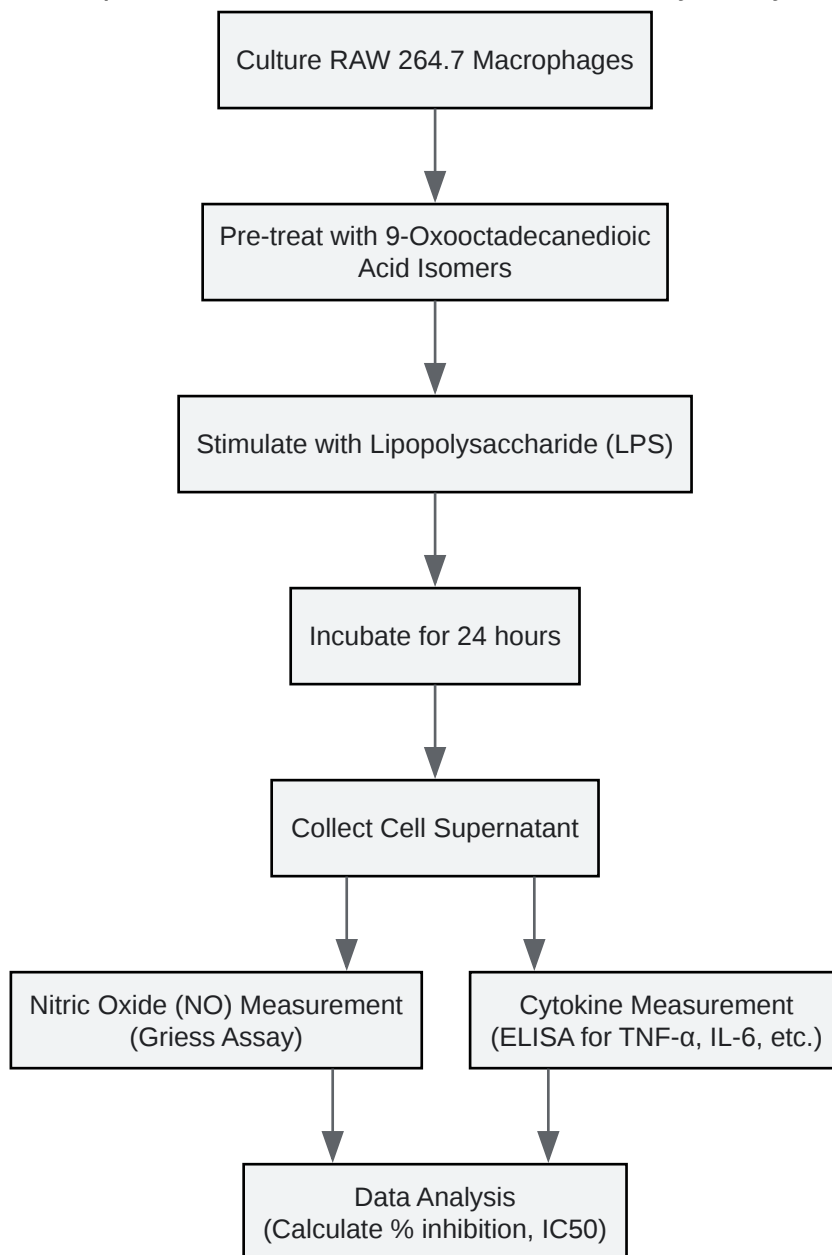 Culture RAW 264.7 Macrophages
Pre-treat with 9-Oxooctadecanedioic
Acid Isomers
Stimulate with Lipopolysaccharide (LPS)
Incubate for 24 hours
Collect Cell Supernatant
Nitric Oxide (NO) Measurement
(Griess Assay)
Cytokine Measurement
(ELISA for TNF-α, IL-6, etc.)
Data Analysis
(Calculate % inhibition, IC50)